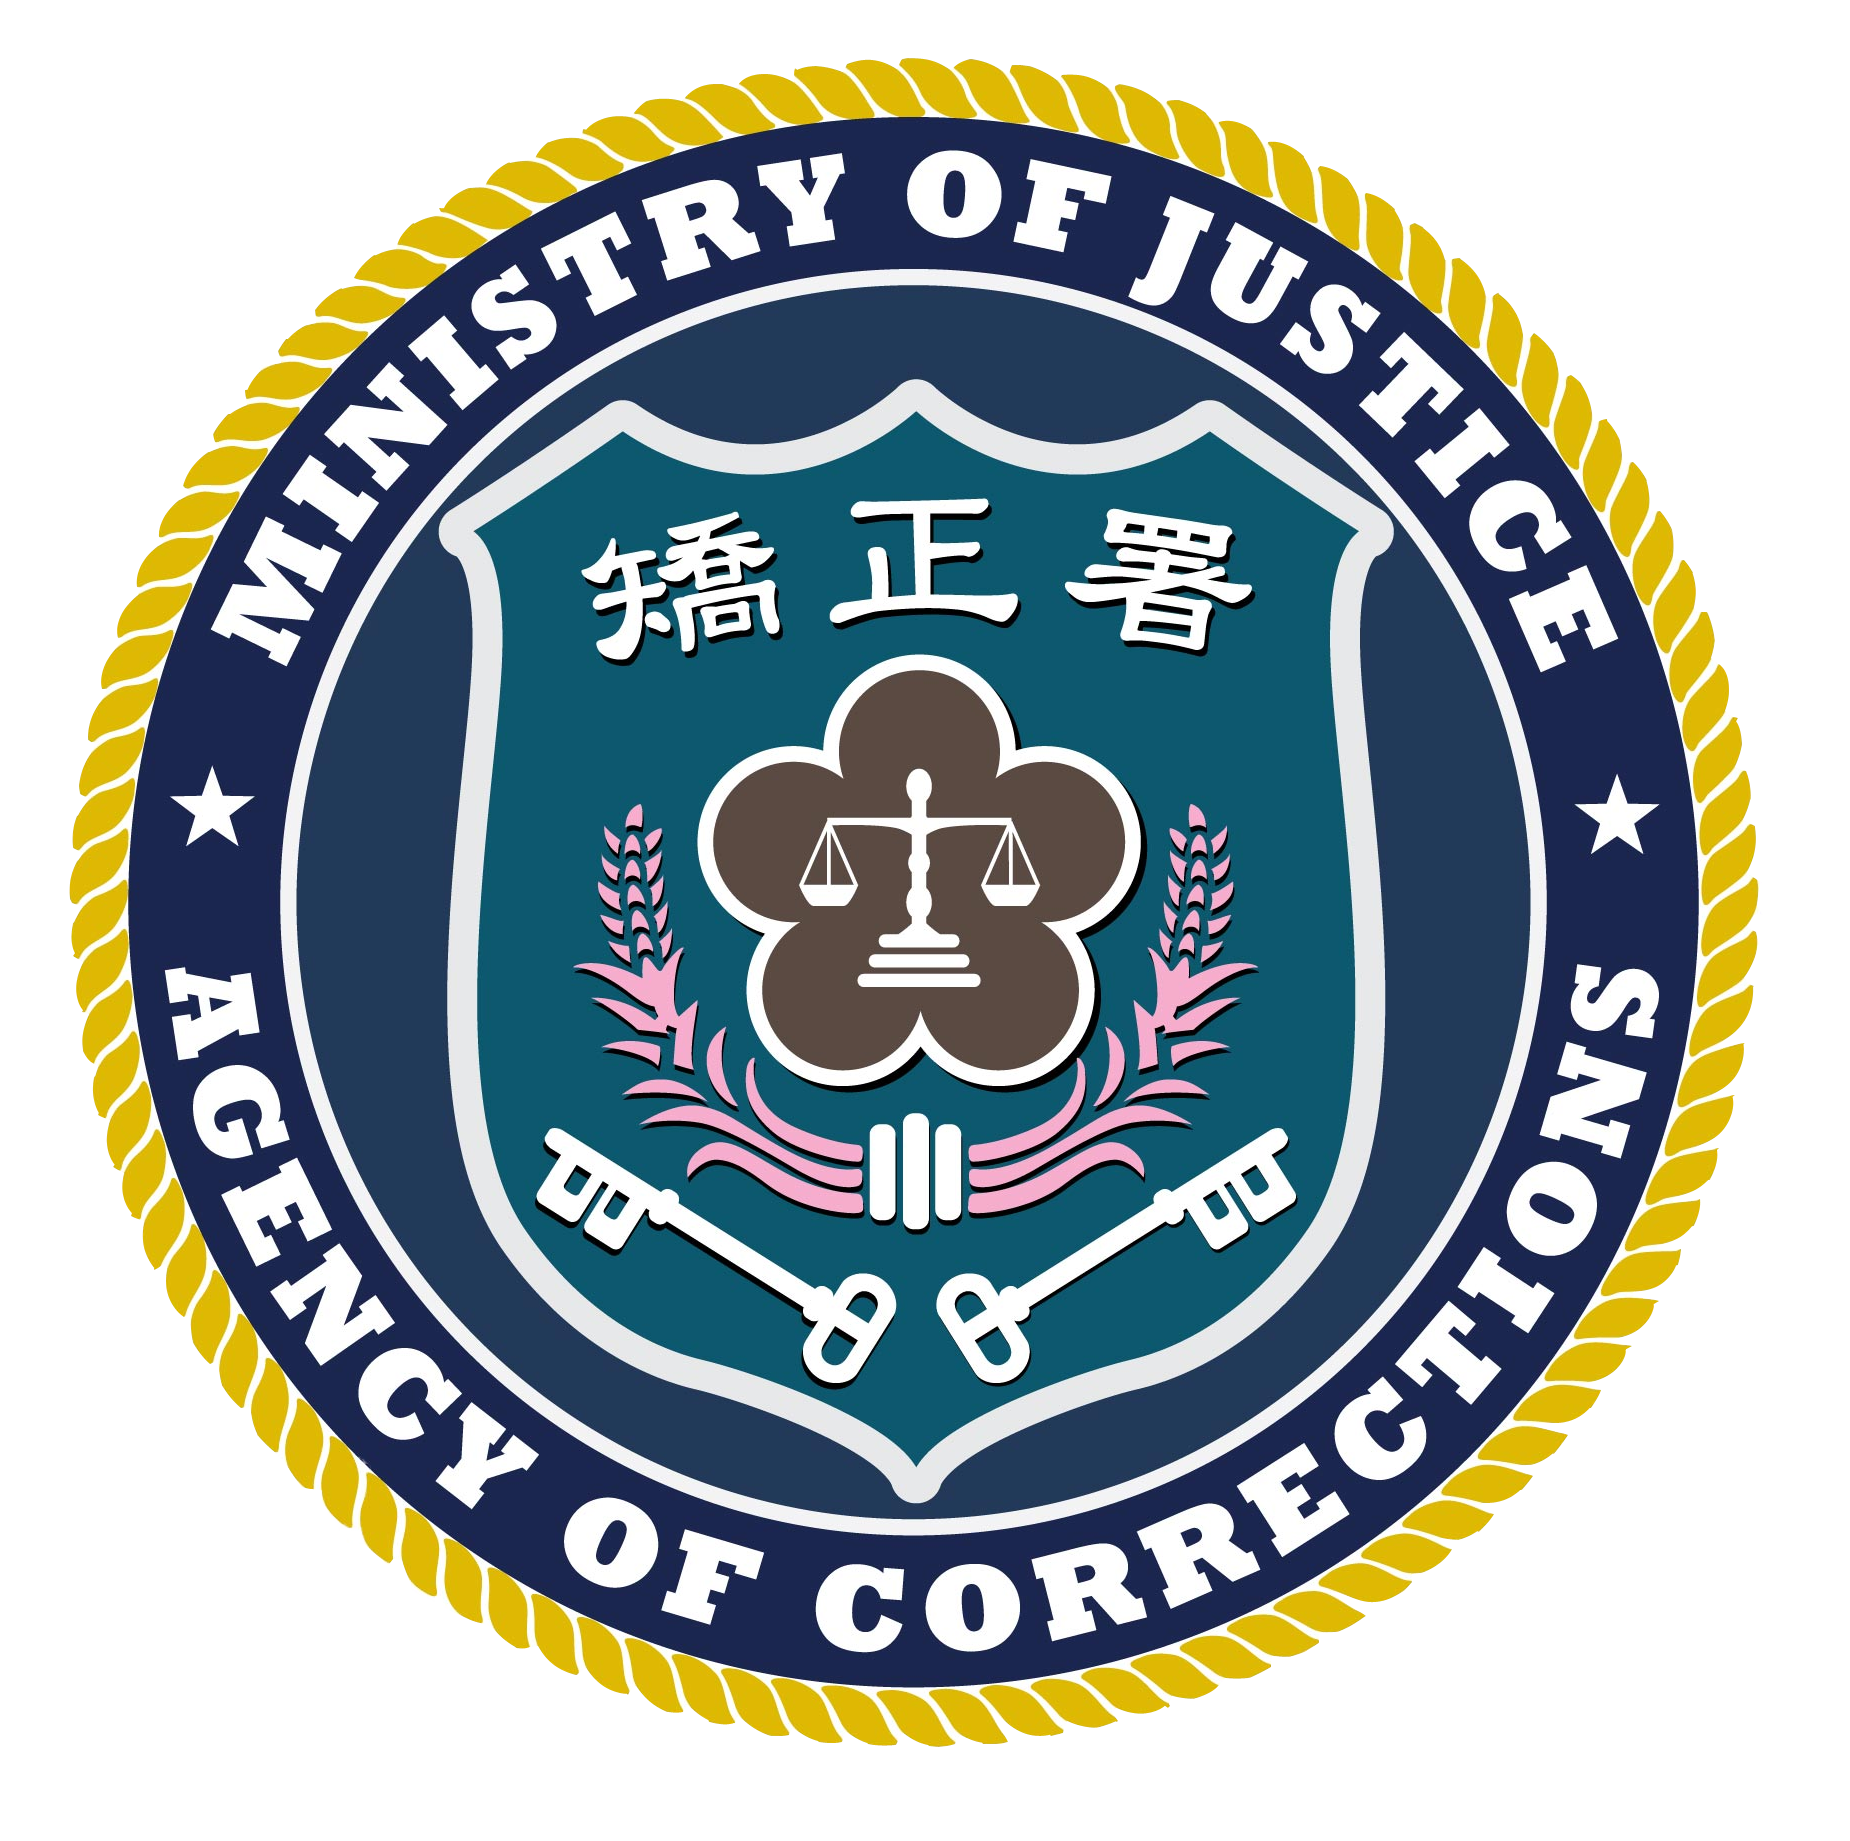 MINISTRY OF JUSTICE
矯正署
AGENCY OF CORRECTIONS